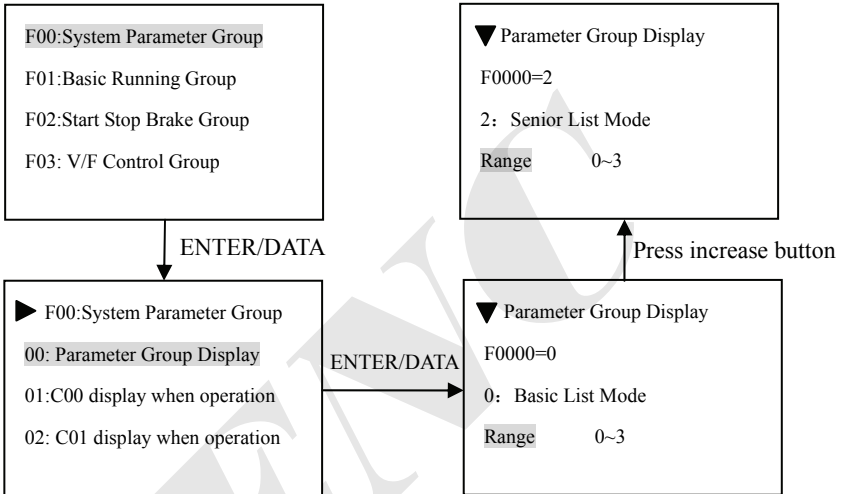 F00:System Parameter Group
F01:Basic Running Group
F02:Start Stop Brake Group
F03: V/F Control Group
ENTER/DATA
▶ F00:System Parameter Group
00: Parameter Group Display
01:C00 display when operation
02: C01 display when operation
ENTER/DATA
▼ Parameter Group Display
F0000=0
0：Basic List Mode
Range 0~3
Press increase button
▼ Parameter Group Display
F0000=2
2：Senior List Mode
Range 0~3